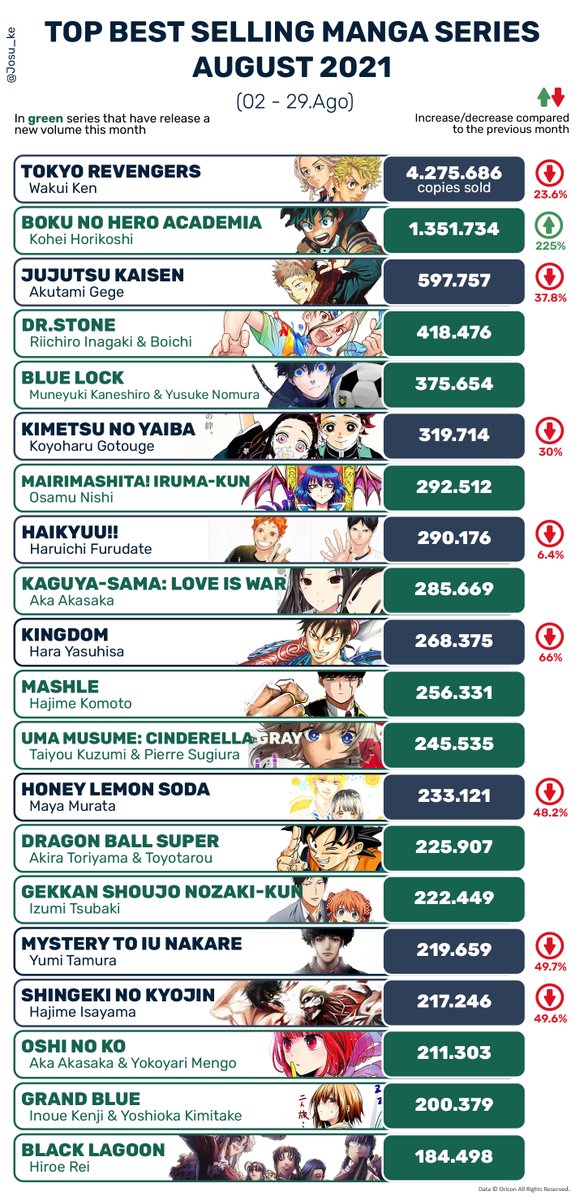 @Josu_ke
TOP BEST SELLING MANGA SERIES
AUGUST 2021
(02 - 29.Ago)
In green series that have release a
new volume this month
Increase/decrease compared
to the previous month
TOKYO REVENGERS
Wakui Ken
4.275.686
copies sold
23.6%
BOKU NO HERO ACADEMIA
Kohei Horikoshi
1.351.734
225%
JUJUTSU KAISEN
Akutami Gege
597.757
37.8%
DR.STONE
Riichiro Inagaki & Boichi
418.476
BLUE LOCK
Muneyuki Kaneshiro & Yusuke Nomura
375.654
KIMETSU NO YAIBA
Koyoharu Gotouge
の絆。
319.714
30%
MAIRIMASHITA! IRUMA-KUN
Osamu Nishi
292.512
HAIKYUU!!
Haruichi Furudate
290.176
6.4%
KAGUYA-SAMA: LOVE IS WAR
Aka Akasaka
285.669
KINGDOM
Hara Yasuhisa
268.375
66%
MASHLE
Hajime Komoto
256.331
UMA MUSUME: CINDERELLA GRAY
Taiyou Kuzumi & Pierre Sugiura
245.535
HONEY LEMON SODA
Maya Murata
233.121
48.2%
DRAGON BALL SUPER
Akira Toriyama & Toyotarou
225.907
GEKKAN SHOUJO NOZAKI-KUN
Izumi Tsubaki
222.449
MYSTERY TO IU NAKARE
Yumi Tamura
219.659
49.7%
SHINGEKI NO KYOJIN
Hajime Isayama
217.246
49.6%
OSHI NO KO
Aka Akasaka & Yokoyari Mengo
211.303
GRAND BLUE
Inoue Kenji & Yoshioka Kimitake
200.379
BLACK LAGOON
Hiroe Rei
184.498
Data © Oricon All Rights Reserved.